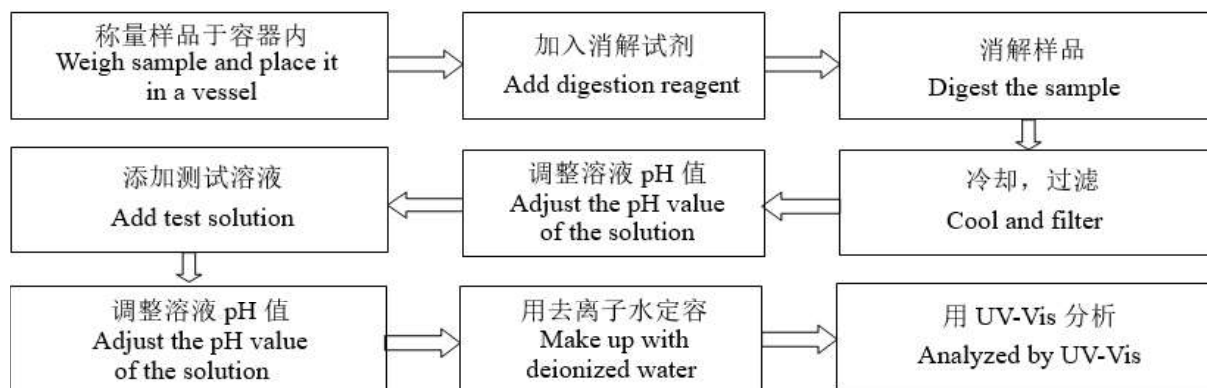 称量样品于容器内
Weigh sample and place it
in a vessel
加入消解试剂
Add digestion reagent
消解样品
Digest the sample
冷却，过滤
Cool and filter
调整溶液 pH 值
Adjust the pH value
of the solution
添加测试溶液
Add test solution
调整溶液 pH 值
Adjust the pH value
of the solution
用去离子水定容
Make up with
deionized water
用 UV-Vis 分析
Analyzed by UV-Vis